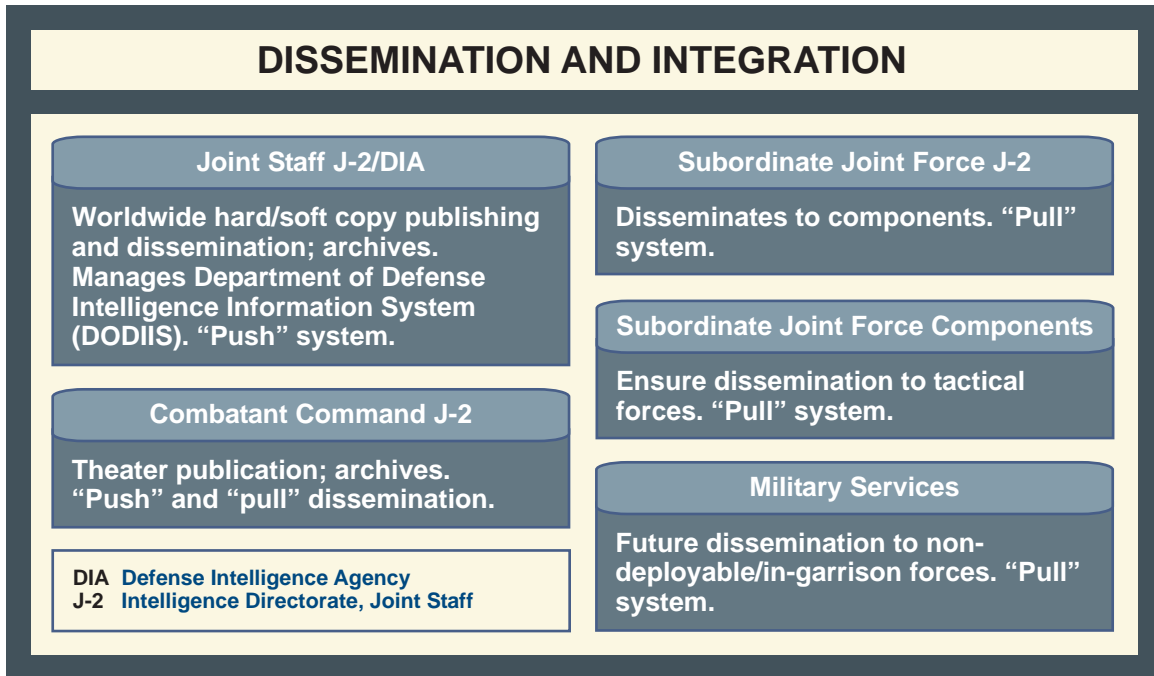 DISSEMINATION AND INTEGRATION
Joint Staff J-2/DIA
Worldwide hard/soft copy publishing
and dissemination; archives.
Manages Department of Defense
Intelligence Information System
(DODIIS). “Push” system.
Combatant Command J-2
Theater publication; archives.
“Push” and “pull” dissemination.
DIA Defense Intelligence Agency
J-2 Intelligence Directorate, Joint Staff
Subordinate Joint Force J-2
Disseminates to components. “Pull”
system.
Subordinate Joint Force Components
Ensure dissemination to tactical
forces. “Pull” system.
Military Services
Future dissemination to non-
deployable/in-garrison forces. “Pull”
system.